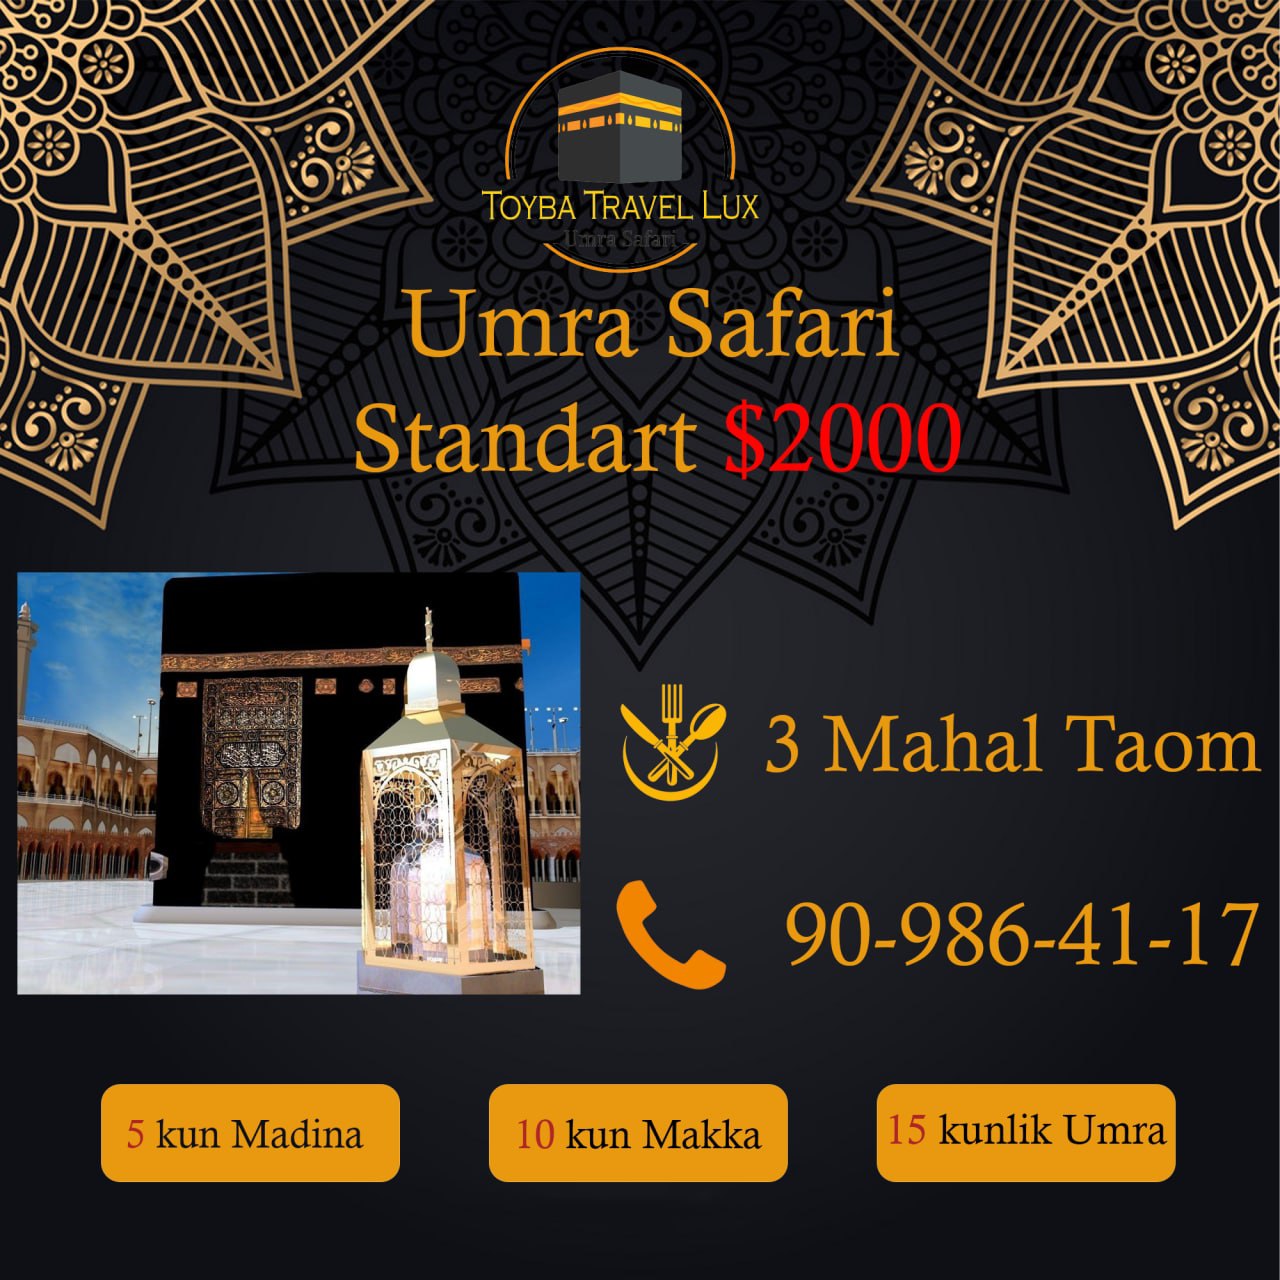 TOYBA TRAVEL LUX
Umra Safari
Umra Safari
Standart $2000
3 Mahal Taom
90-986-41-17
5 kun Madina
10 kun Makka
15 kunlik Umra